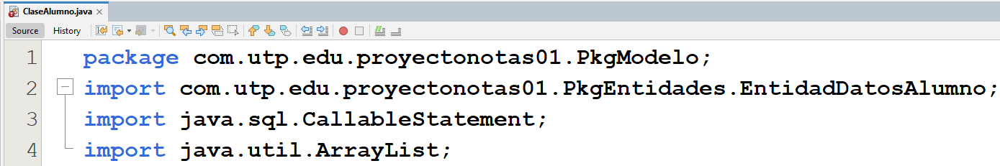 ClaseAlumno.java
Source History
1 package com.utp.edu.proyectonotas01.PkgModelo;
2 import com.utp.edu.proyectonotas01.PkgEntidades.EntidadDatosAlumno;
3 import java.sql.CallableStatement;
4 import java.util.ArrayList;